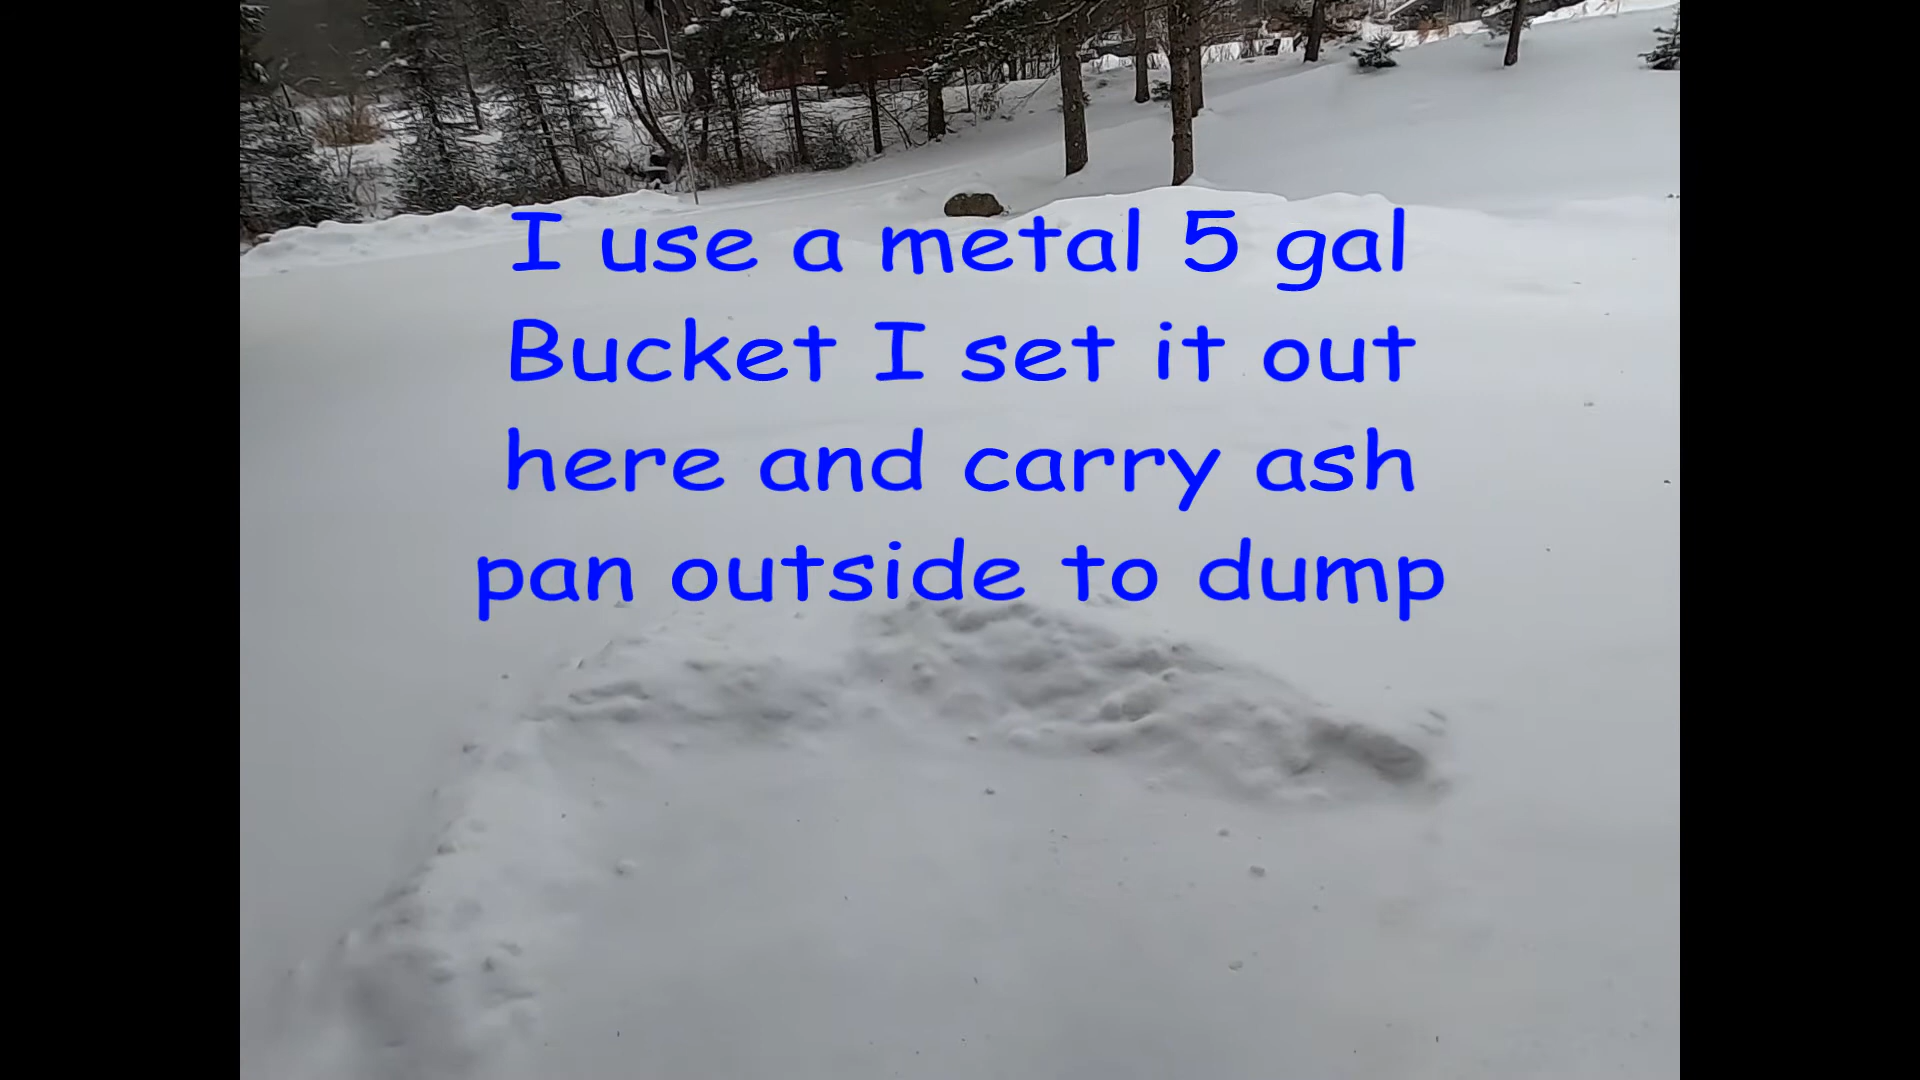 I use a metal 5 gal
Bucket I set it out
here and carry ash
pan outside to dump